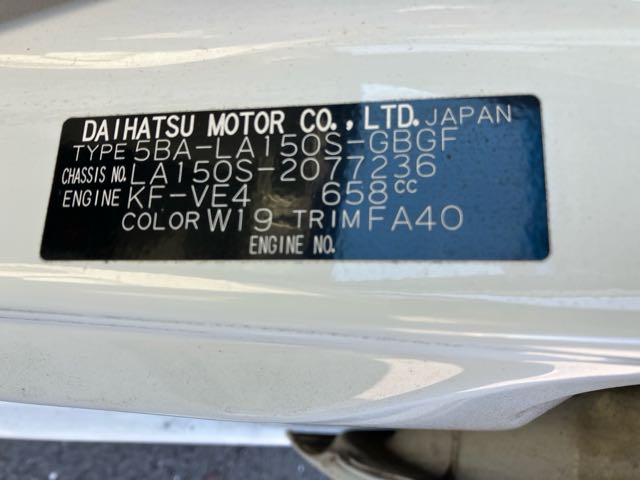 DAIHATSU MOTOR CO., LTD. JAPAN
TYPE 5BA-LA150S-GBGF
CHASSIS NO. LA150S-2077236
ENGINE KF-VE4 658cc
COLOR W19 TRIM FA40
ENGINE NO.